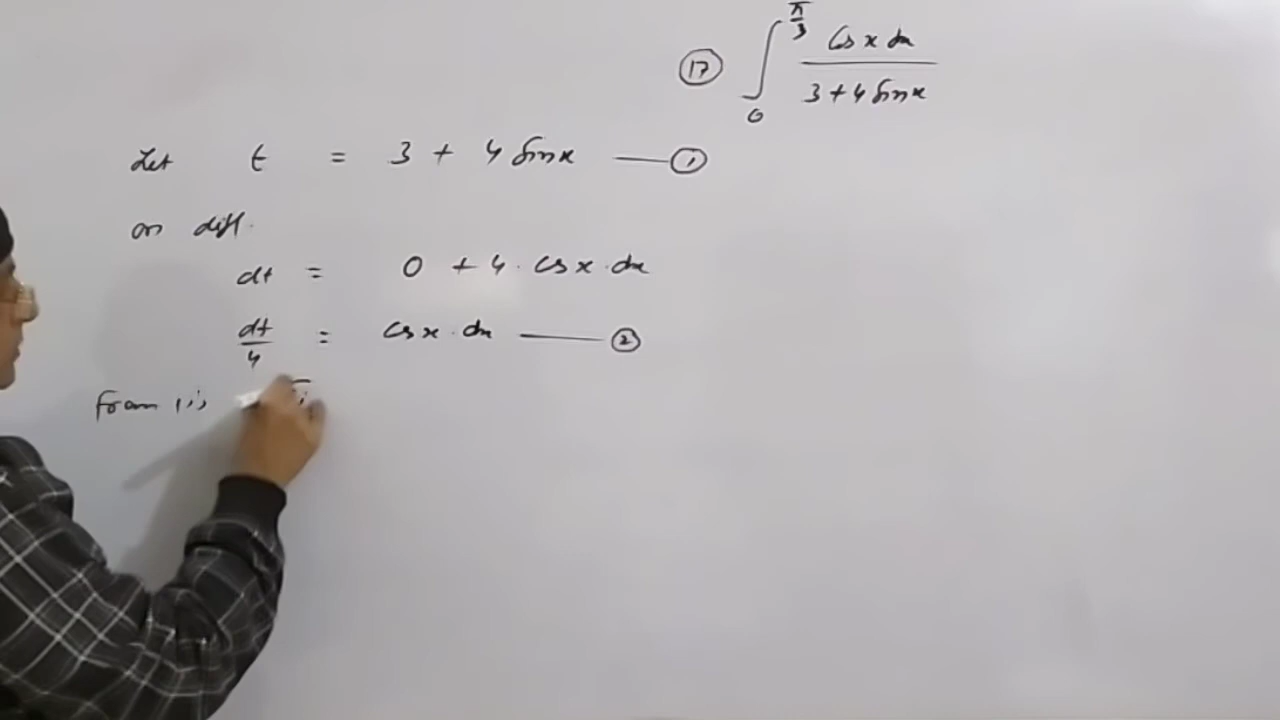 17 ∫ π/3 0 cos x dx / 3 + 4 sin x
Let t = 3 + 4 sin x — 1
on diff.
dt = 0 + 4 · cos x · dx
dt/4 = cos x · dx — 2
from (i)